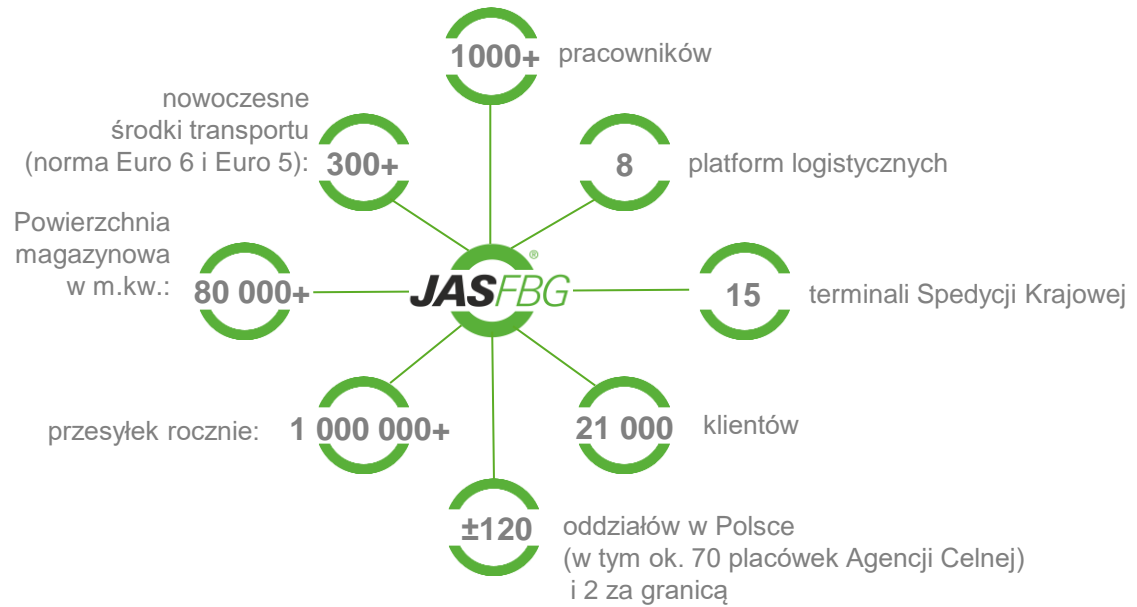 1000+ pracowników
nowoczesne
środki transportu
(norma Euro 6 i Euro 5): 300+
8 platform logistycznych
Powierzchnia
magazynowa
w m.kw.: 80 000+
JASFBG®
15 terminali Spedycji Krajowej
przesyłek rocznie: 1 000 000+
21 000 klientów
±120 oddziałów w Polsce
(w tym ok. 70 placówek Agencji Celnej)
i 2 za granicą